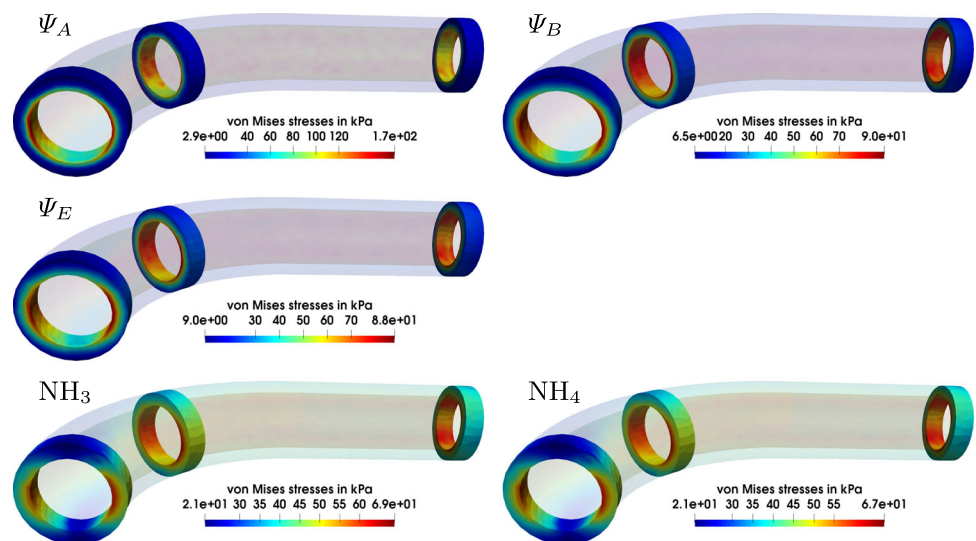 Ψ_A
von Mises stresses in kPa
2.9e+00 40 60 80 100 120 1.7e+02
Ψ_B
von Mises stresses in kPa
6.5e+00 20 30 40 50 60 70 9.0e+01
Ψ_E
von Mises stresses in kPa
9.0e+00 30 40 50 60 70 8.8e+01
NH₃
von Mises stresses in kPa
2.1e+01 30 35 40 45 50 55 60 6.9e+01
NH₄
von Mises stresses in kPa
2.1e+01 30 35 40 45 50 55 6.7e+01